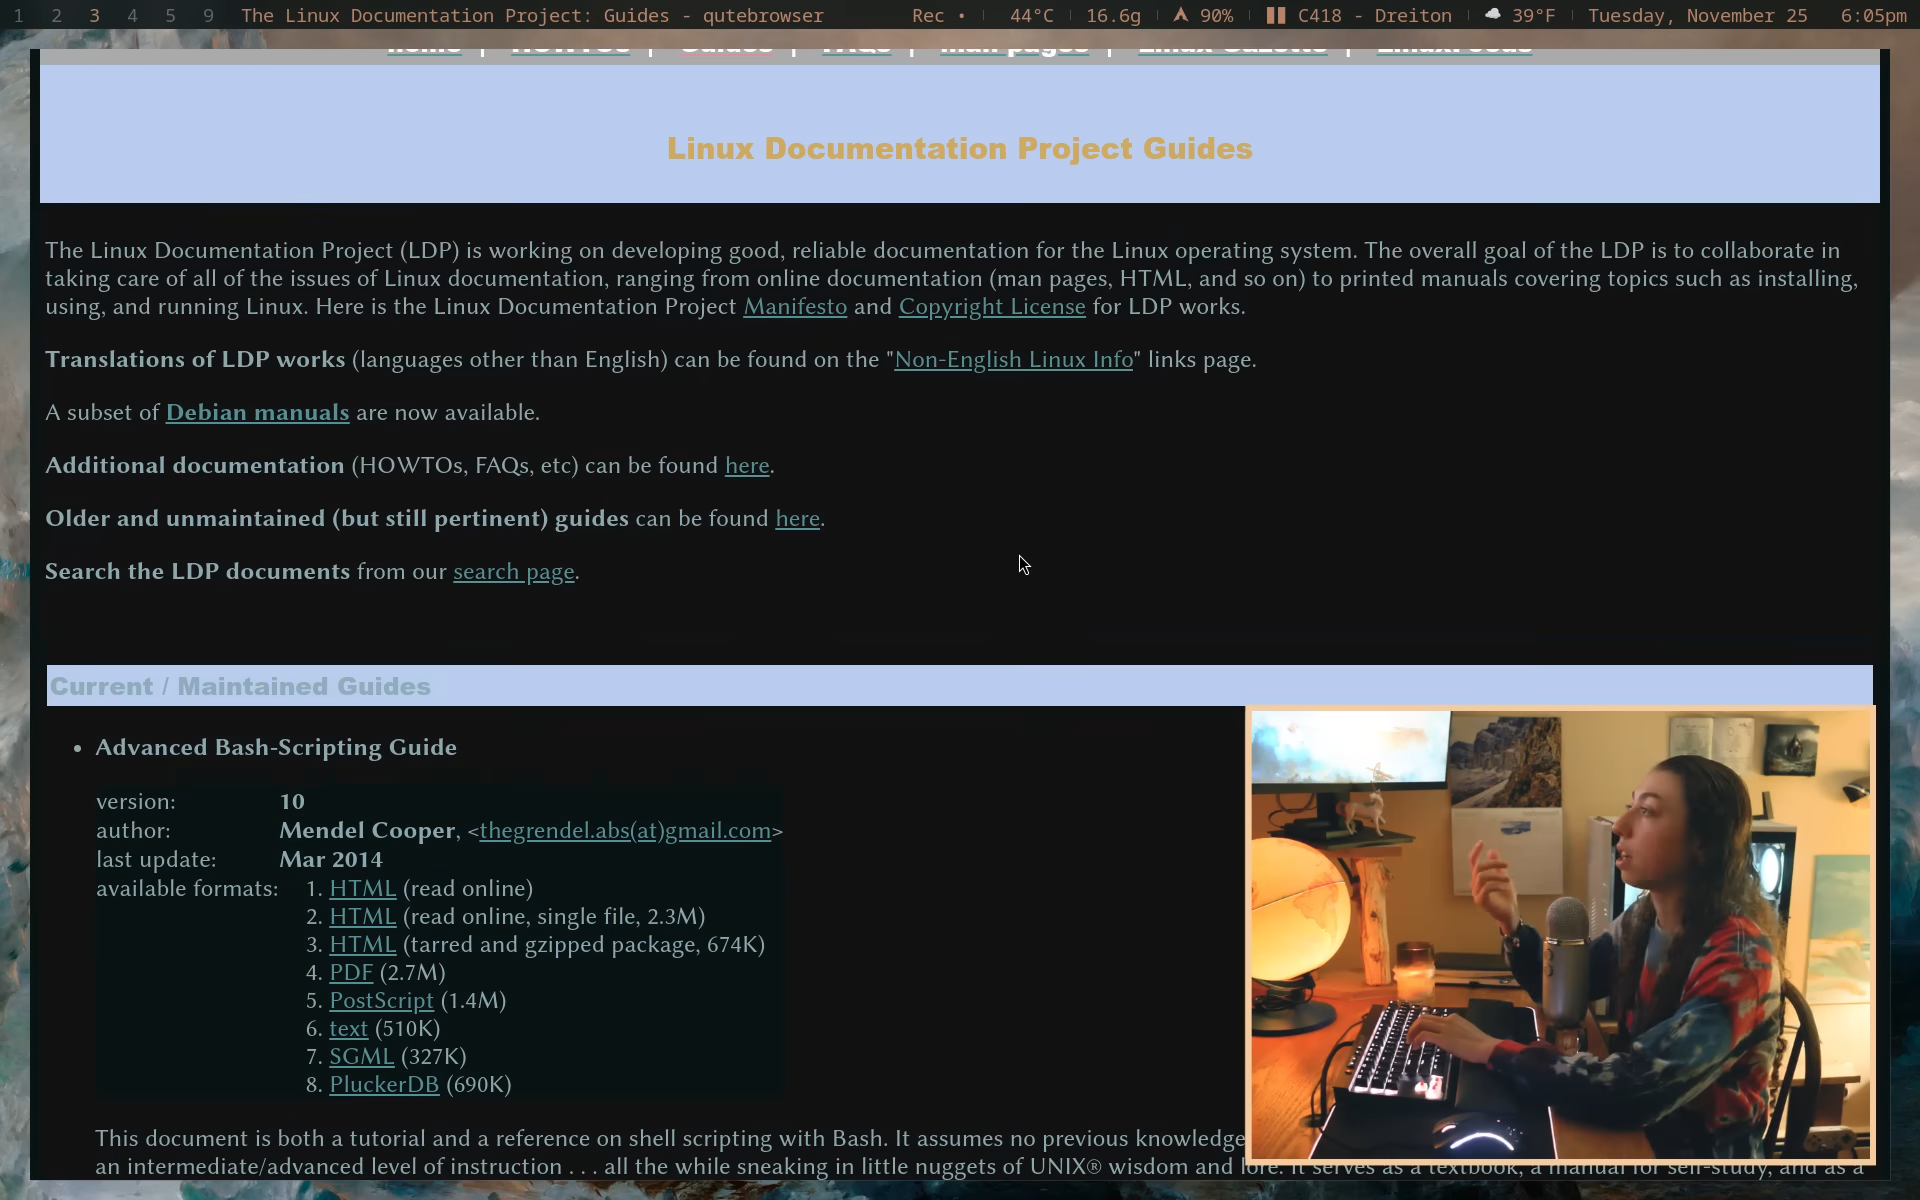 1 2 3 4 5 9 The Linux Documentation Project: Guides - qutebrowser Rec • 44°C 16.6g 90% C418 - Dreiton 39°F Tuesday, November 25 6:05pm
home | HOWTOs | Guides | FAQs | man pages | Linux Gazette | LinuxFocus
Linux Documentation Project Guides
The Linux Documentation Project (LDP) is working on developing good, reliable documentation for the Linux operating system. The overall goal of the LDP is to collaborate in
taking care of all of the issues of Linux documentation, ranging from online documentation (man pages, HTML, and so on) to printed manuals covering topics such as installing,
using, and running Linux. Here is the Linux Documentation Project Manifesto and Copyright License for LDP works.
Translations of LDP works (languages other than English) can be found on the "Non-English Linux Info" links page.
A subset of Debian manuals are now available.
Additional documentation (HOWTOs, FAQs, etc) can be found here.
Older and unmaintained (but still pertinent) guides can be found here.
Search the LDP documents from our search page.
Current / Maintained Guides
• Advanced Bash-Scripting Guide
version: 10
author: Mendel Cooper, <thegrendel.abs(at)gmail.com>
last update: Mar 2014
available formats: 1. HTML (read online)
2. HTML (read online, single file, 2.3M)
3. HTML (tarred and gzipped package, 674K)
4. PDF (2.7M)
5. PostScript (1.4M)
6. text (510K)
7. SGML (327K)
8. PluckerDB (690K)
This document is both a tutorial and a reference on shell scripting with Bash. It assumes no previous knowledge
an intermediate/advanced level of instruction . . . all the while sneaking in little nuggets of UNIX® wisdom and lore. It serves as a textbook, a manual for self-study, and as a